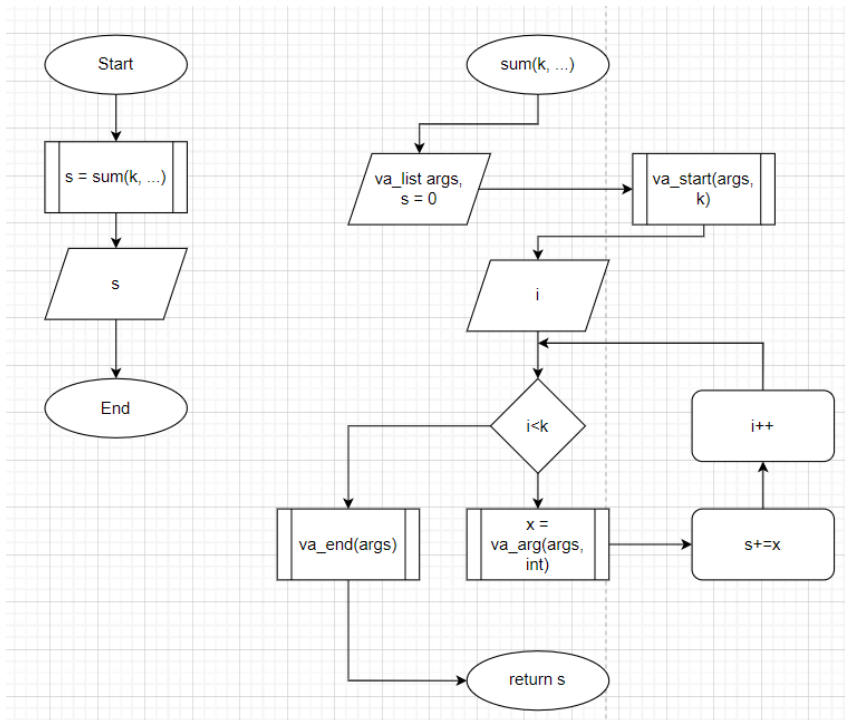 Start
s = sum(k, ...)
s
End
sum(k, ...)
va_list args,
s = 0
va_start(args,
k)
i
i<k
va_end(args)
x =
va_arg(args,
int)
s+=x
i++
return s